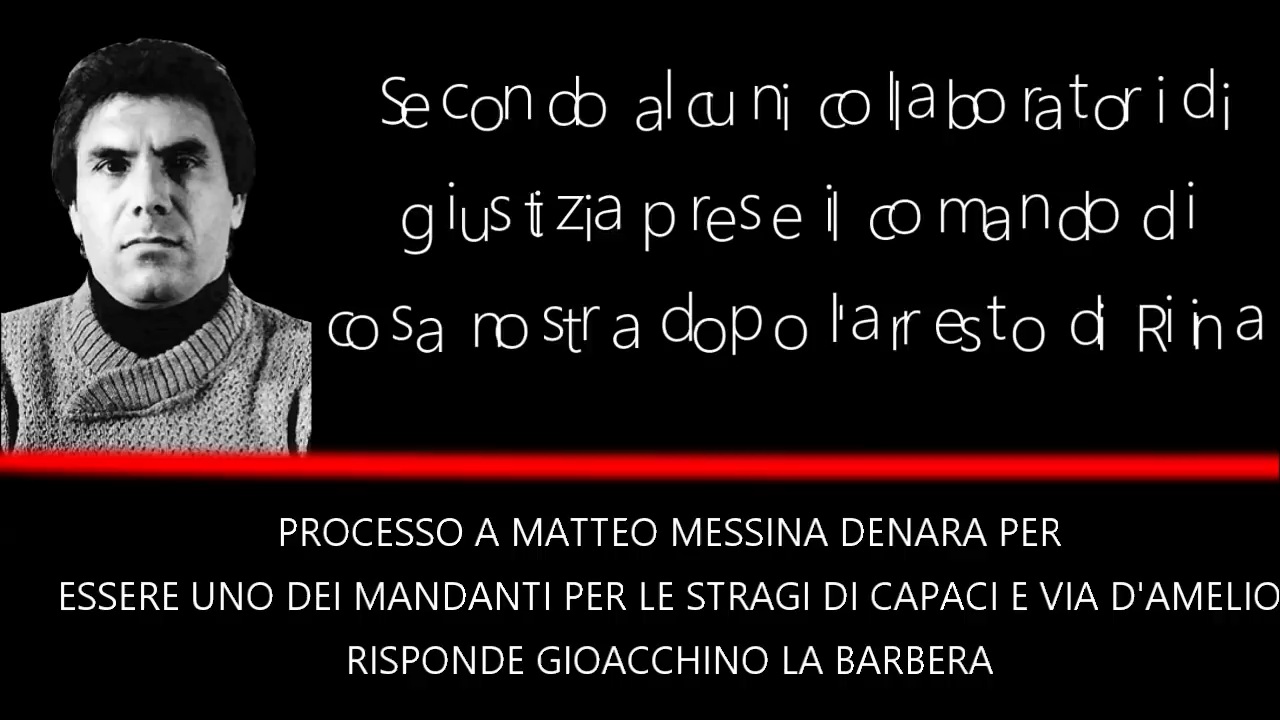 Secondo alcuni collaboratori di
giustizia prese il comando di
cosa nostra dopo l'arresto di Riina
PROCESSO A MATTEO MESSINA DENARA PER
ESSERE UNO DEI MANDANTI PER LE STRAGI DI CAPACI E VIA D'AMELIO
RISPONDE GIOACCHINO LA BARBERA